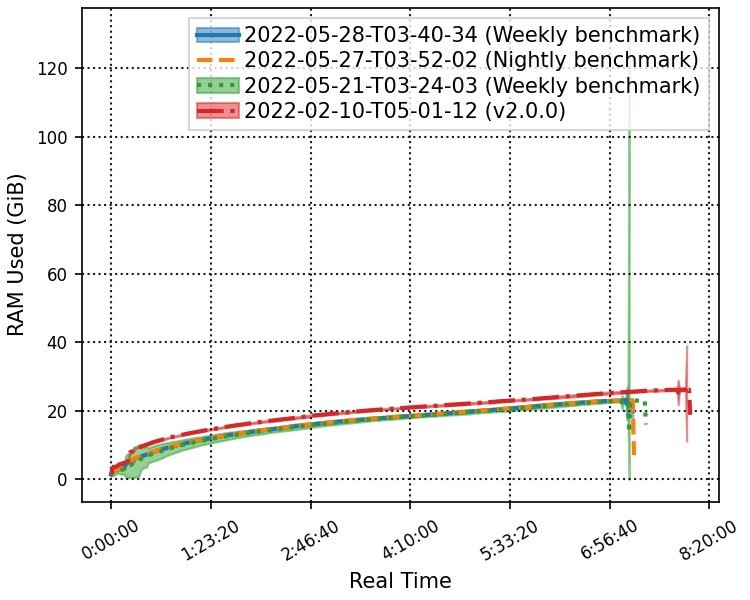 2022-05-28-T03-40-34 (Weekly benchmark)
2022-05-27-T03-52-02 (Nightly benchmark)
2022-05-21-T03-24-03 (Weekly benchmark)
2022-02-10-T05-01-12 (v2.0.0)
RAM Used (GiB)
120
100
80
60
40
20
0
0:00:00 1:23:20 2:46:40 4:10:00 5:33:20 6:56:40 8:20:00
Real Time